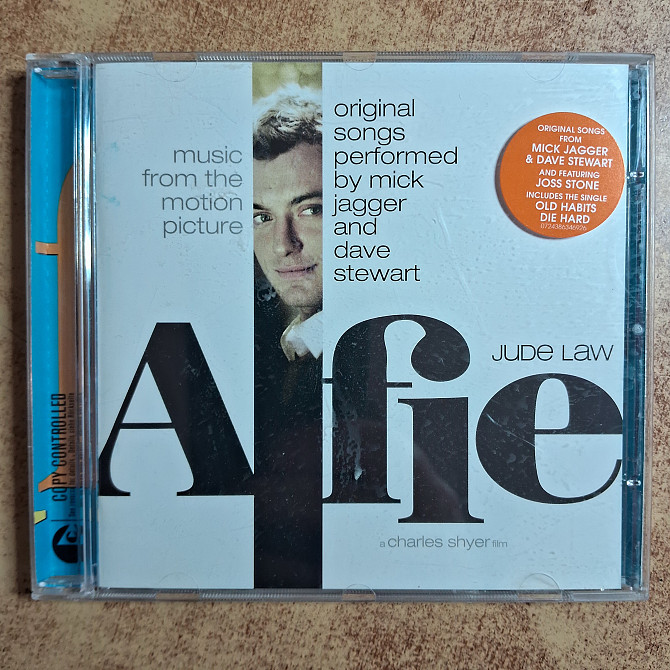 music
from the
motion
picture
original
songs
performed
by mick
jagger
and
dave
stewart
ORIGINAL SONGS
FROM
MICK JAGGER
& DAVE STEWART
AND FEATURING
JOSS STONE
INCLUDES THE SINGLE
OLD HABITS
DIE HARD
0724386346926
JUDE LAW
Alfie
a charles shyer film
COPY CONTROLLED